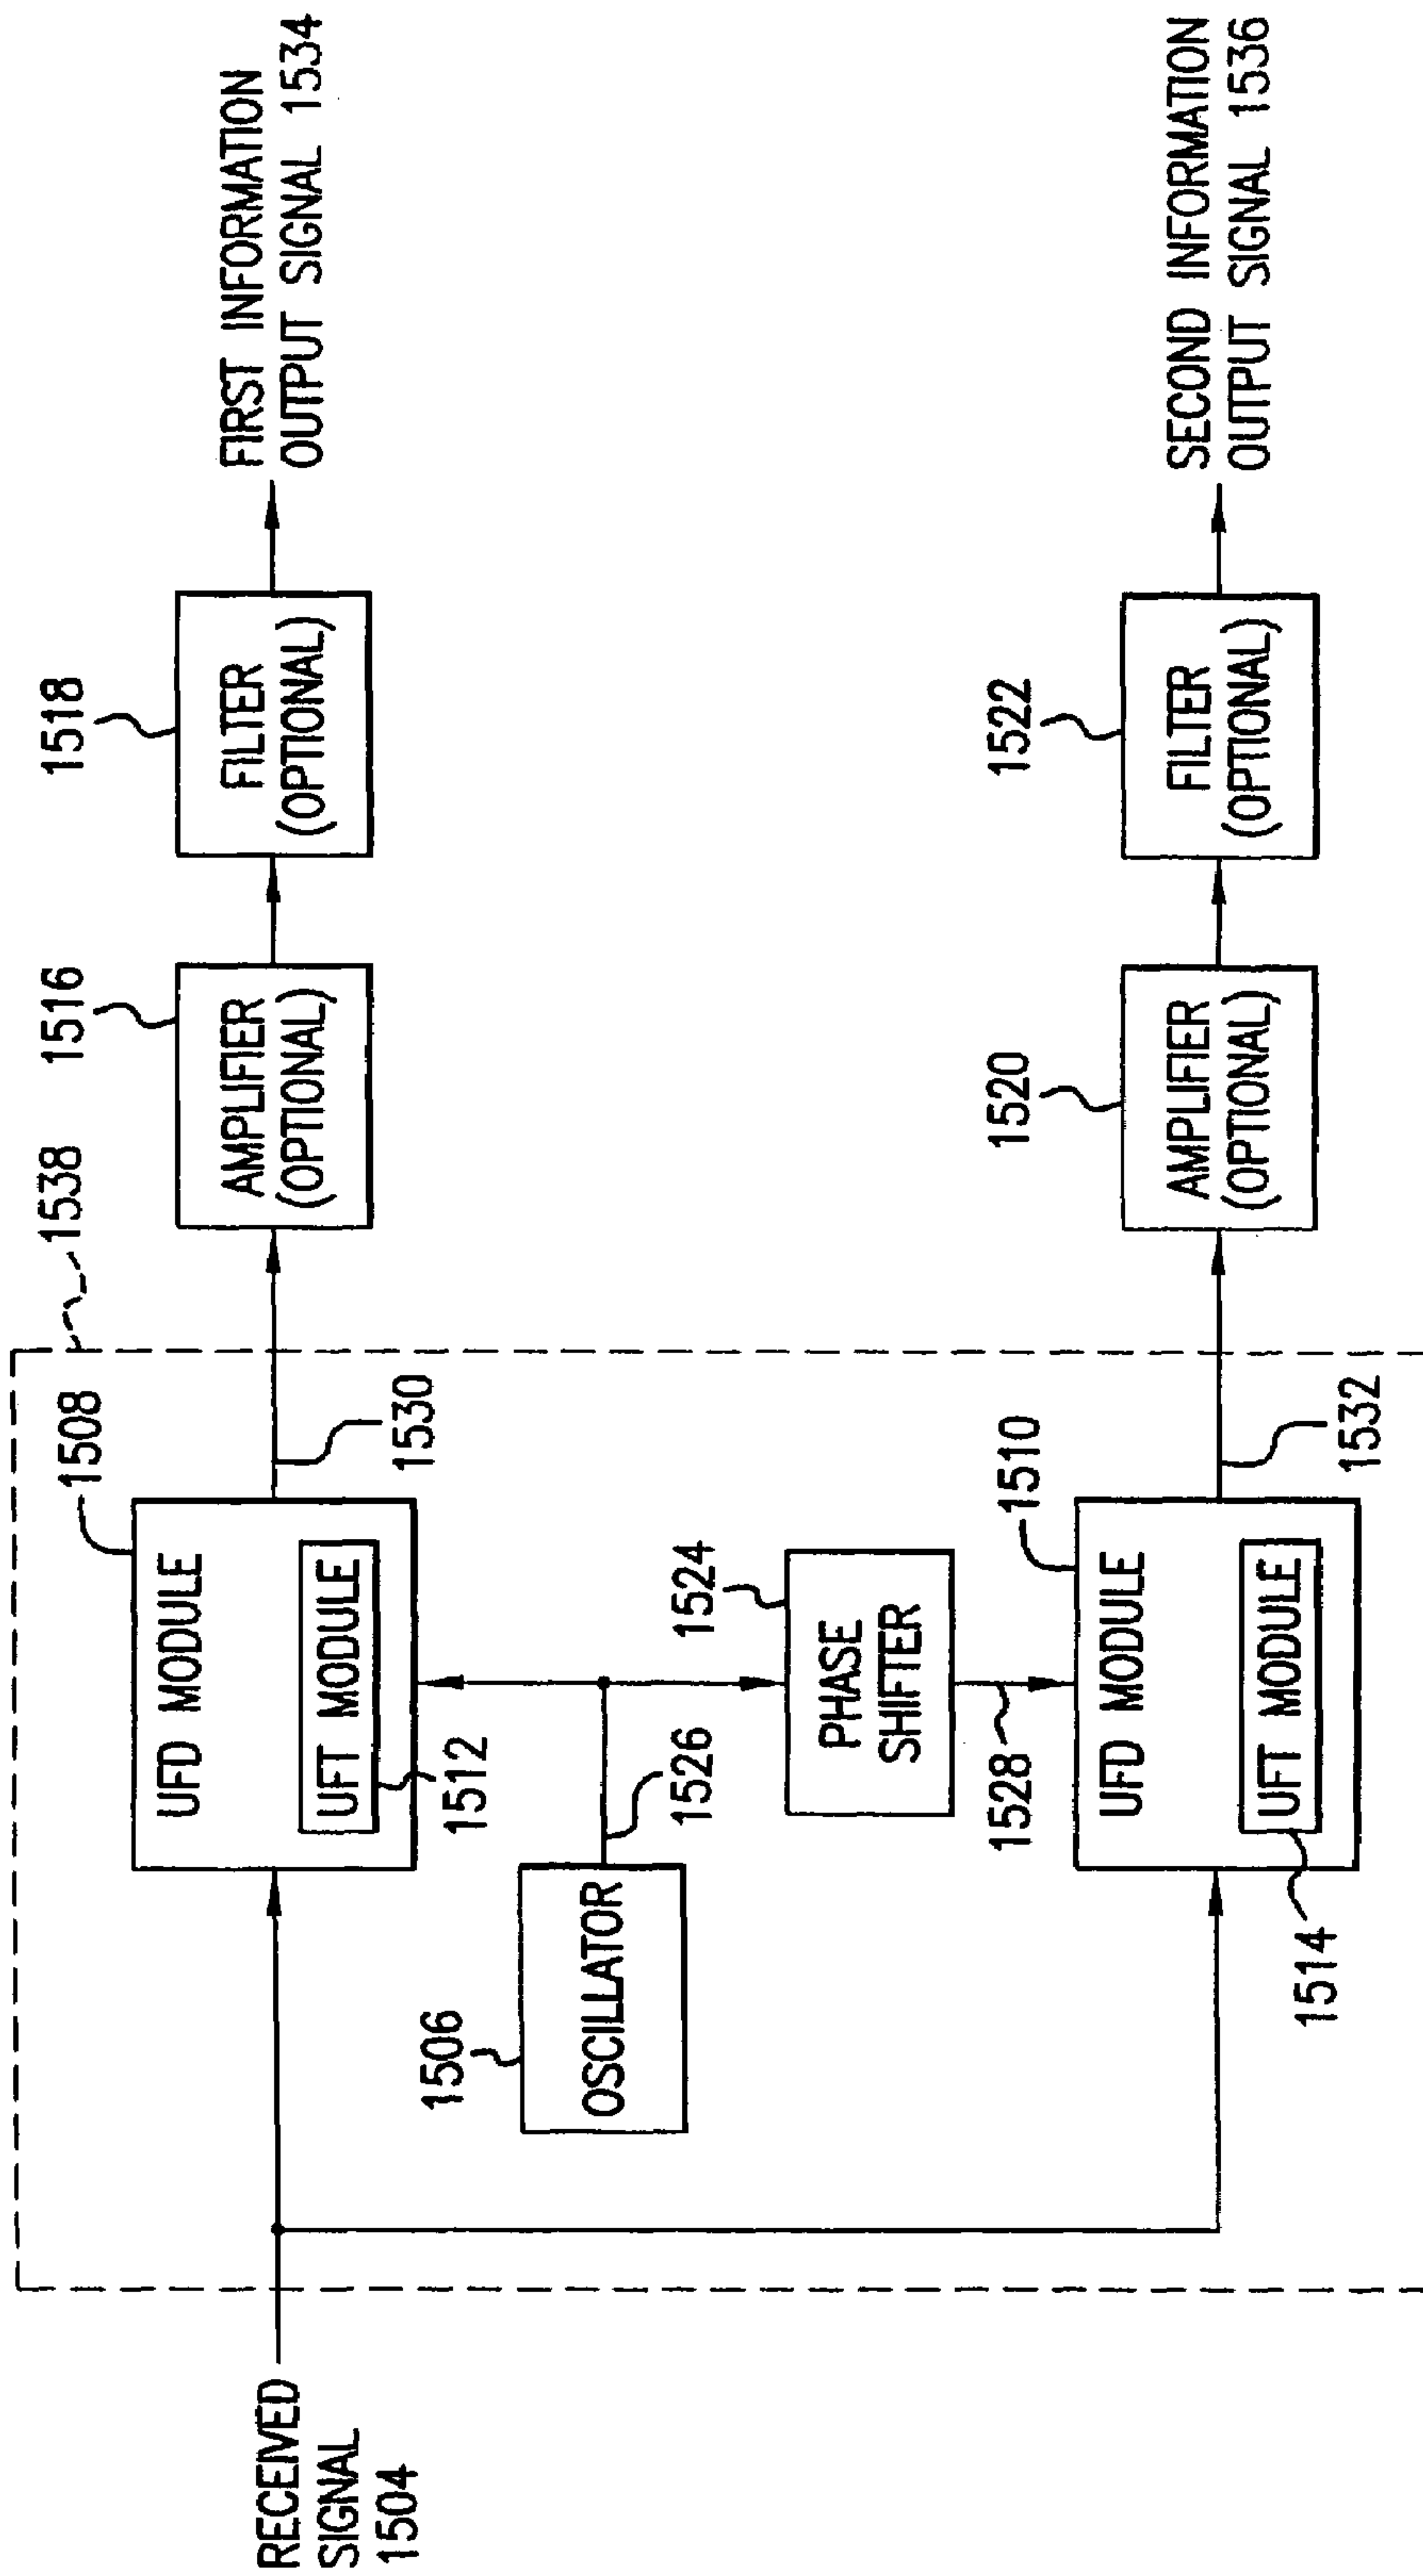 RECEIVED
SIGNAL
1504
1538
UFD MODULE
1508
UFT MODULE
1512
1530
AMPLIFIER
(OPTIONAL)
1516
FILTER
(OPTIONAL)
1518
FIRST INFORMATION
OUTPUT SIGNAL 1534
1506
OSCILLATOR
1526
1524
PHASE
SHIFTER
1528
UFD MODULE
1510
UFT MODULE
1514
1532
1520
AMPLIFIER
(OPTIONAL)
1522
FILTER
(OPTIONAL)
SECOND INFORMATION
OUTPUT SIGNAL 1536